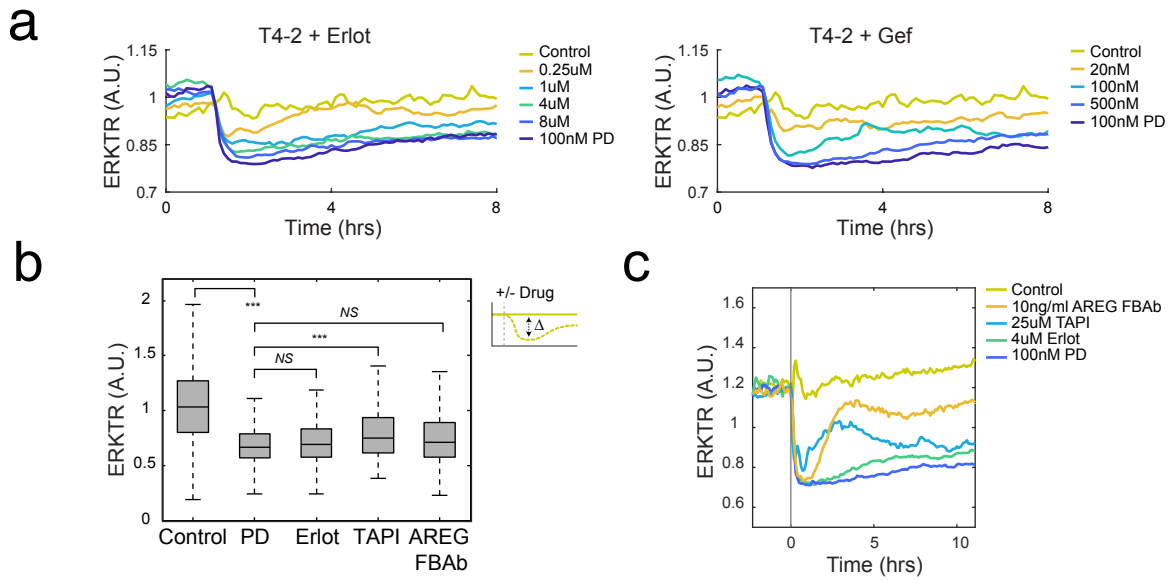 a
T4-2 + Erlot
ERKTR (A.U.)
1.15
1
0.85
0.7
0
4
8
Time (hrs)
Control
0.25uM
1uM
4uM
8uM
100nM PD
T4-2 + Gef
ERKTR (A.U.)
1.15
1
0.85
0.7
0
4
8
Time (hrs)
Control
20nM
100nM
500nM
100nM PD
b
ERKTR (A.U.)
2
1.5
1
0.5
0
***
NS
***
NS
Control
PD
Erlot
TAPI
AREG
FBAb
+/- Drug
Δ
c
ERKTR (A.U.)
1.6
1.4
1.2
1
0.8
0.6
0
5
10
Time (hrs)
Control
10ng/ml AREG FBAb
25uM TAPI
4uM Erlot
100nM PD